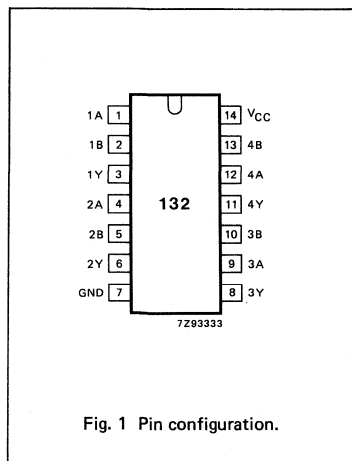 1A 1 14 VCC
1B 2 13 4B
1Y 3 12 4A
2A 4 132 11 4Y
2B 5 10 3B
2Y 6 9 3A
GND 7 8 3Y
7Z93333
Fig. 1 Pin configuration.